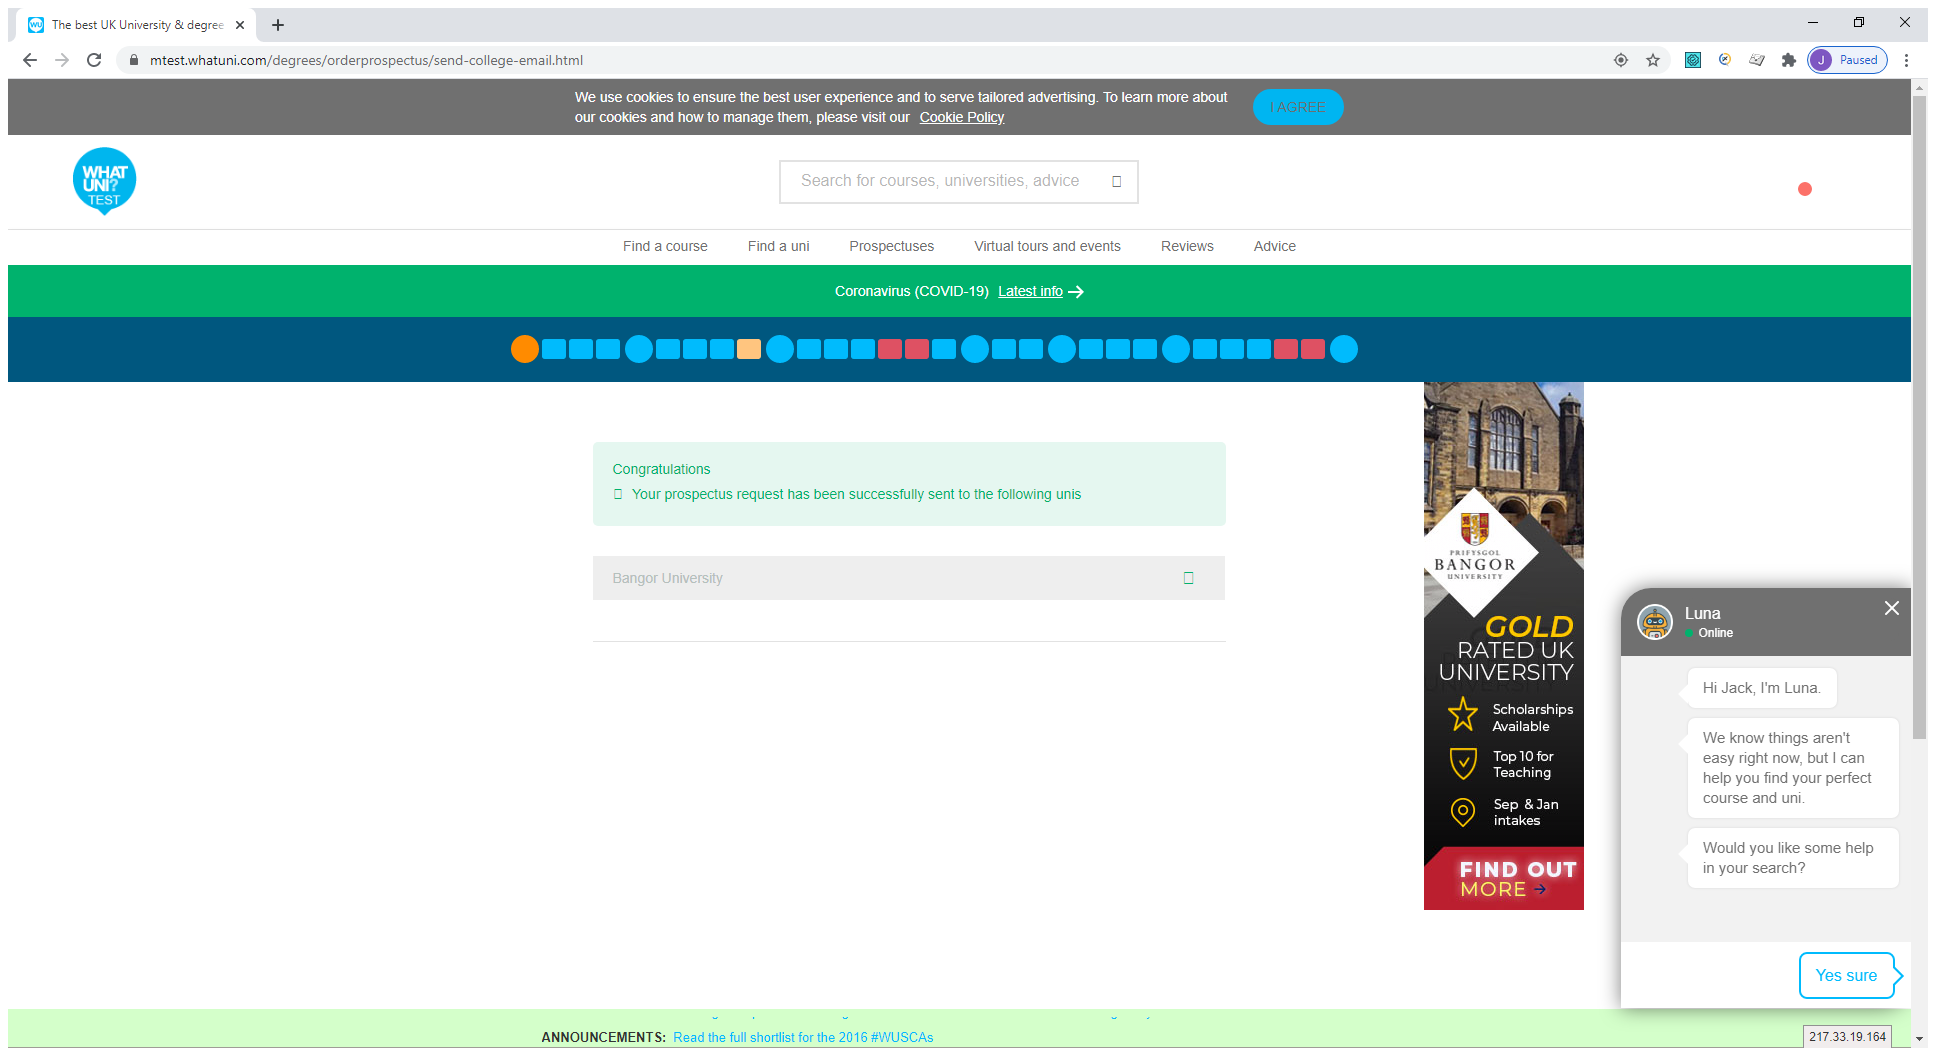 The best UK University & degree
mtest.whatuni.com/degrees/orderprospectus/send-college-email.html
J Paused
We use cookies to ensure the best user experience and to serve tailored advertising. To learn more about
our cookies and how to manage them, please visit our Cookie Policy
I AGREE
WHAT
UNI?
TEST
Search for courses, universities, advice
Find a course Find a uni Prospectuses Virtual tours and events Reviews Advice
Coronavirus (COVID-19) Latest info
Congratulations
Your prospectus request has been successfully sent to the following unis
Bangor University
PRIFYSGOL
BANGOR
UNIVERSITY
GOLD
RATED UK
UNIVERSITY
Scholarships
Available
Top 10 for
Teaching
Sep & Jan
intakes
FIND OUT
MORE
Luna
Online
Hi Jack, I'm Luna.
We know things aren't
easy right now, but I can
help you find your perfect
course and uni.
Would you like some help
in your search?
Yes sure
ANNOUNCEMENTS: Read the full shortlist for the 2016 #WUSCAs
217.33.19.164